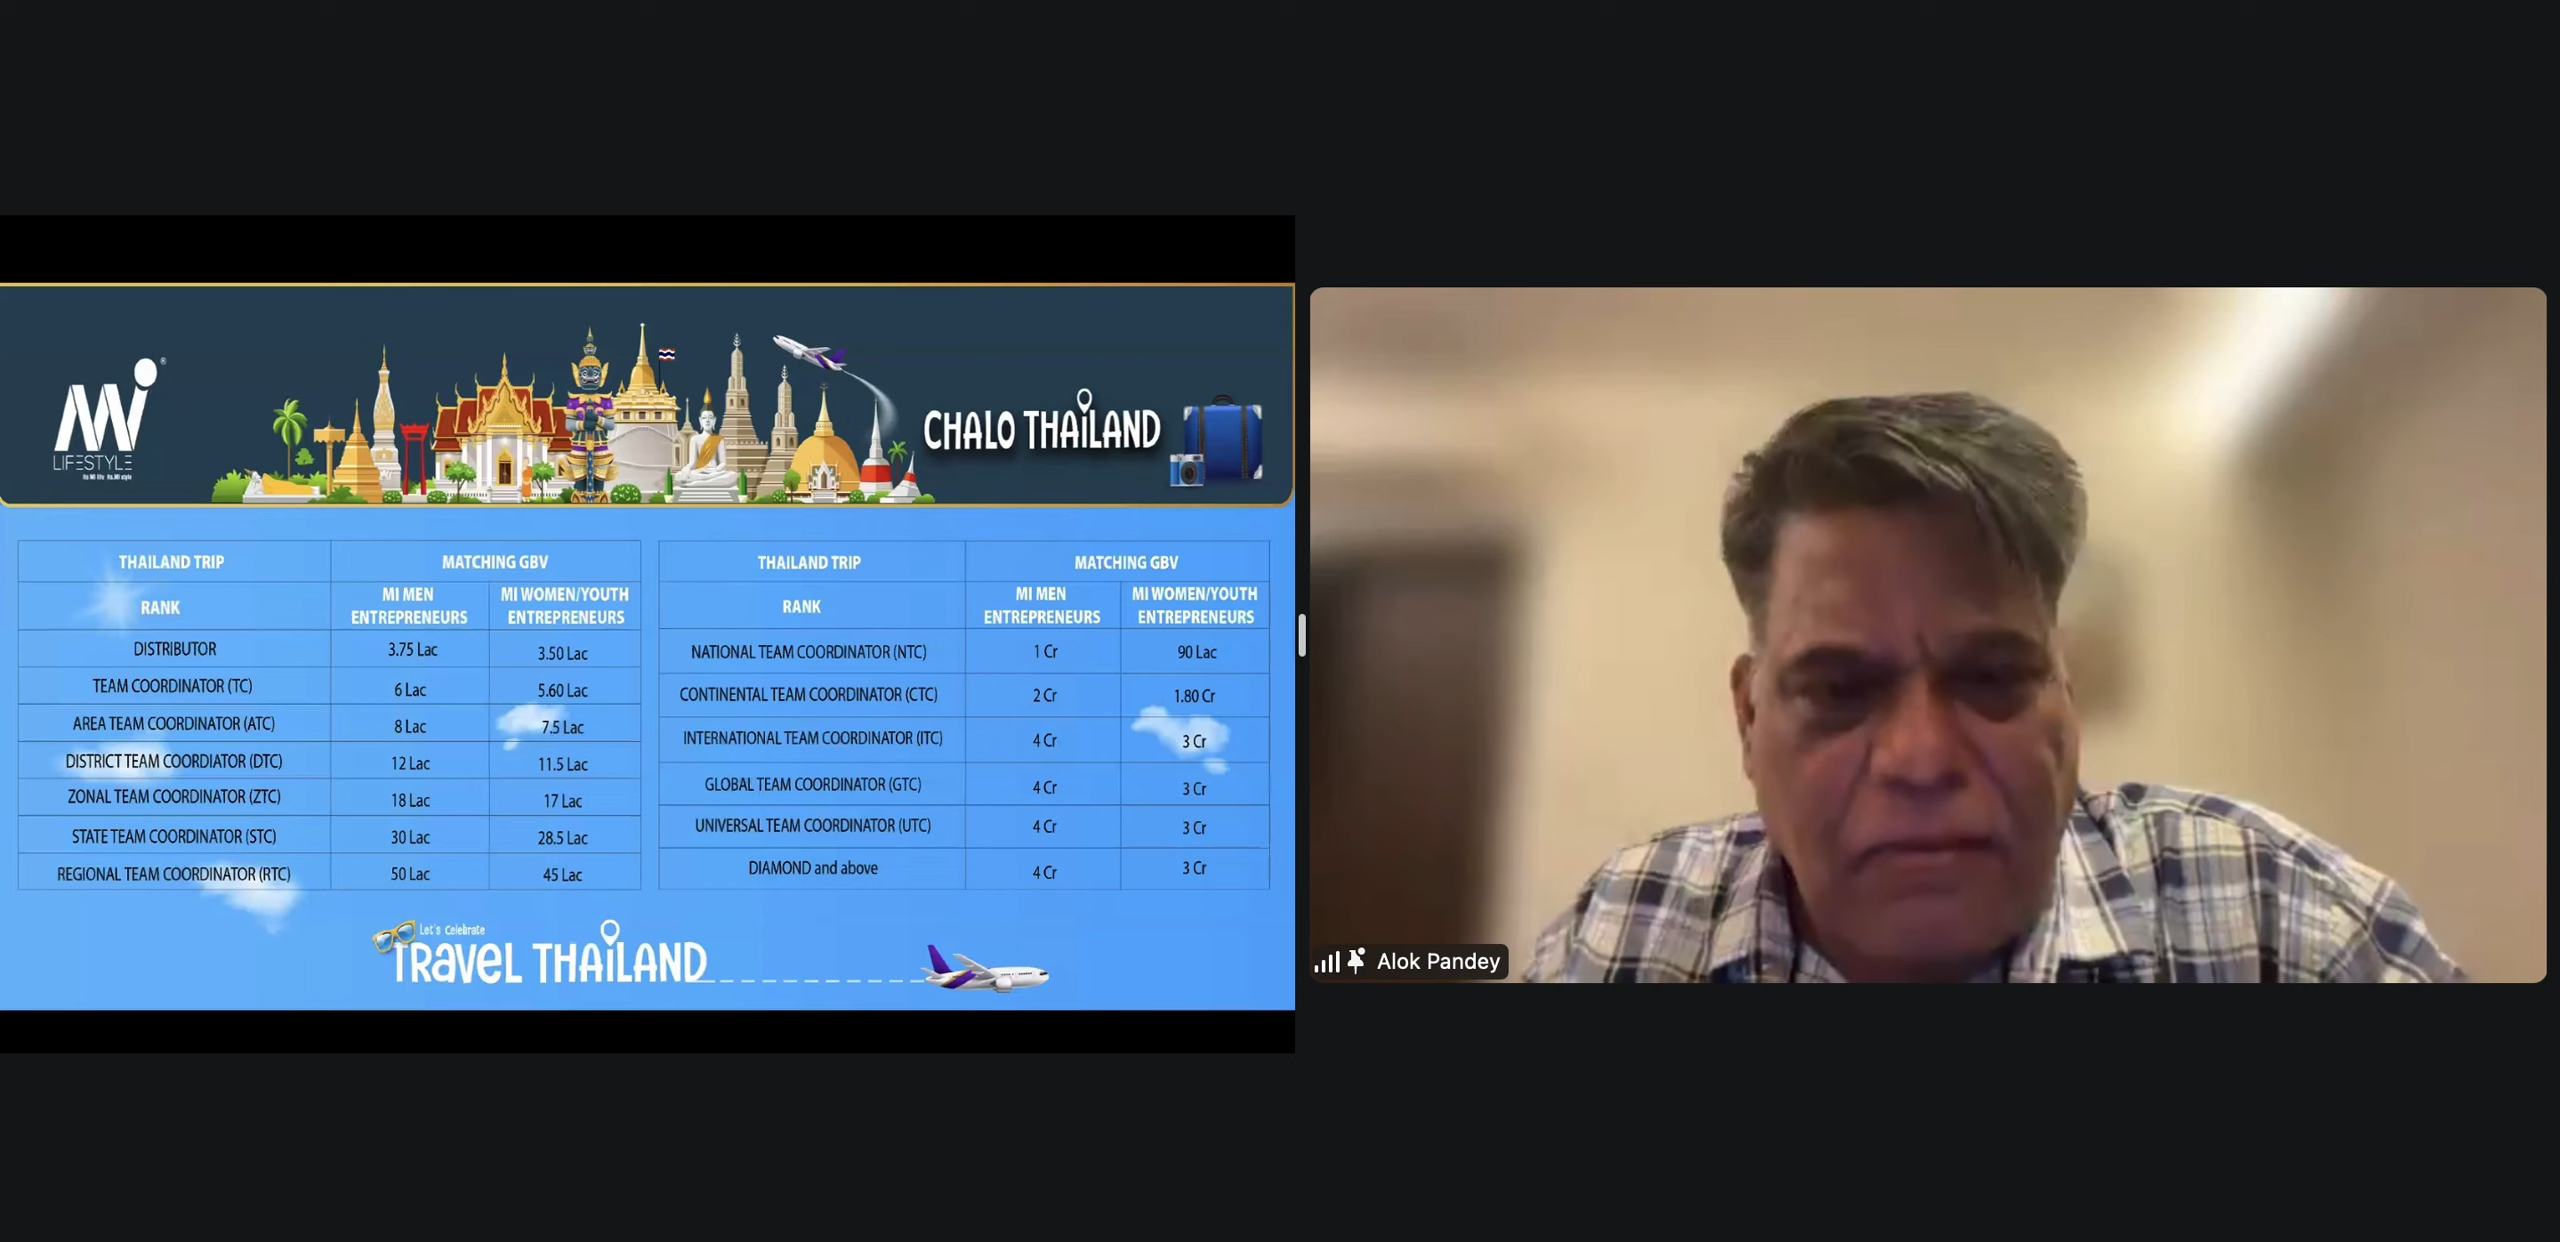 Mi®
LIFESTYLE
CHALO THAILAND
THAILAND TRIP MATCHING GBV
RANK MI MEN ENTREPRENEURS MI WOMEN/YOUTH ENTREPRENEURS
DISTRIBUTOR 3.75 Lac 3.50 Lac
TEAM COORDINATOR (TC) 6 Lac 5.60 Lac
AREA TEAM COORDINATOR (ATC) 8 Lac 7.5 Lac
DISTRICT TEAM COORDIATOR (DTC) 12 Lac 11.5 Lac
ZONAL TEAM COORDINATOR (ZTC) 18 Lac 17 Lac
STATE TEAM COORDINATOR (STC) 30 Lac 28.5 Lac
REGIONAL TEAM COORDINATOR (RTC) 50 Lac 45 Lac
THAILAND TRIP MATCHING GBV
RANK MI MEN ENTREPRENEURS MI WOMEN/YOUTH ENTREPRENEURS
NATIONAL TEAM COORDINATOR (NTC) 1 Cr 90 Lac
CONTINENTAL TEAM COORDINATOR (CTC) 2 Cr 1.80 Cr
INTERNATIONAL TEAM COORDINATOR (ITC) 4 Cr 3 Cr
GLOBAL TEAM COORDINATOR (GTC) 4 Cr 3 Cr
UNIVERSAL TEAM COORDINATOR (UTC) 4 Cr 3 Cr
DIAMOND and above 4 Cr 3 Cr
Let's Celebrate
TRAVEL THAILAND
Alok Pandey